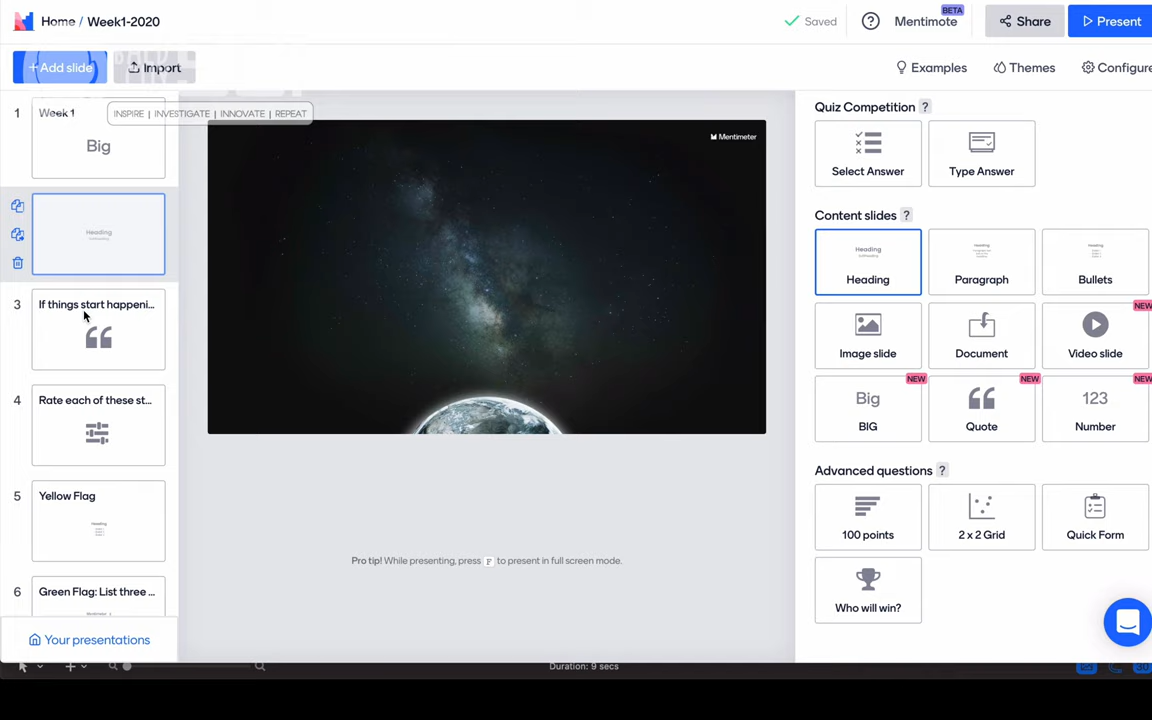 Home / Week1-2020
Saved
Mentimote
BETA
Share
Present
+ Add slide
Import
Examples
Themes
Configure
1
Week 1
Big
INSPIRE | INVESTIGATE | INNOVATE | REPEAT
Heading
3
If things start happeni...
4
Rate each of these st...
5
Yellow Flag
Heading
6
Green Flag: List three ...
Your presentations
Mentimeter
Pro tip! While presenting, press F to present in full screen mode.
Quiz Competition ?
Select Answer
Type Answer
Content slides ?
Heading
Heading
Heading
Paragraph
Heading
Bullets
Image slide
Document
NEW
Video slide
NEW
Big
BIG
NEW
Quote
NEW
123
Number
Advanced questions ?
100 points
2 x 2 Grid
Quick Form
Who will win?
Duration: 9 secs